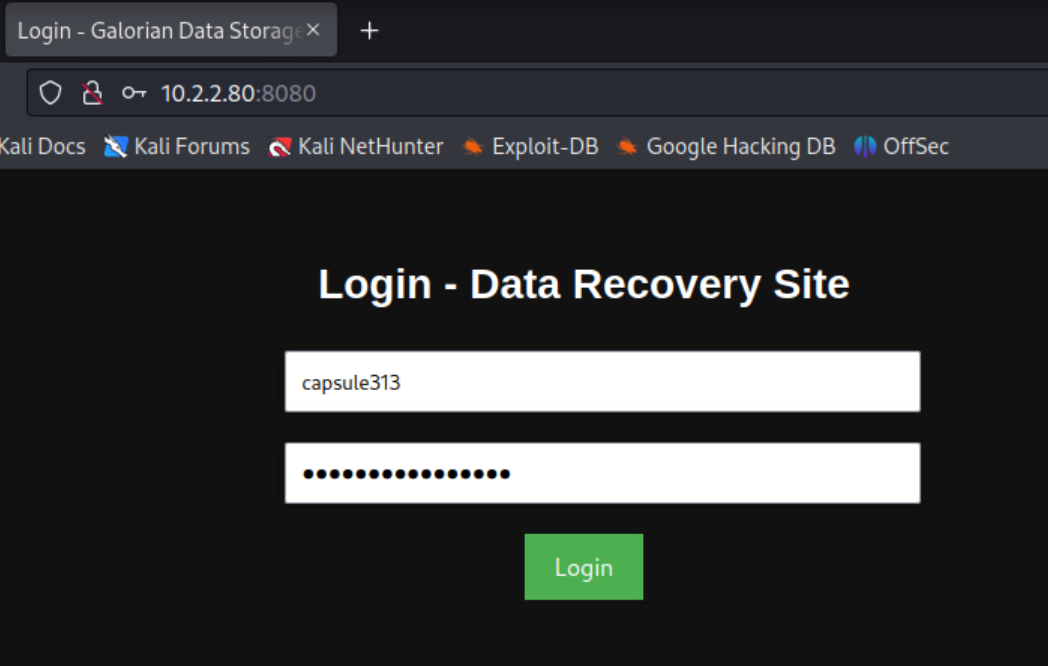 Login - Galorian Data Storage
10.2.2.80:8080
Kali Docs Kali Forums Kali NetHunter Exploit-DB Google Hacking DB OffSec
Login - Data Recovery Site
capsule313
••••••••••••••••
Login